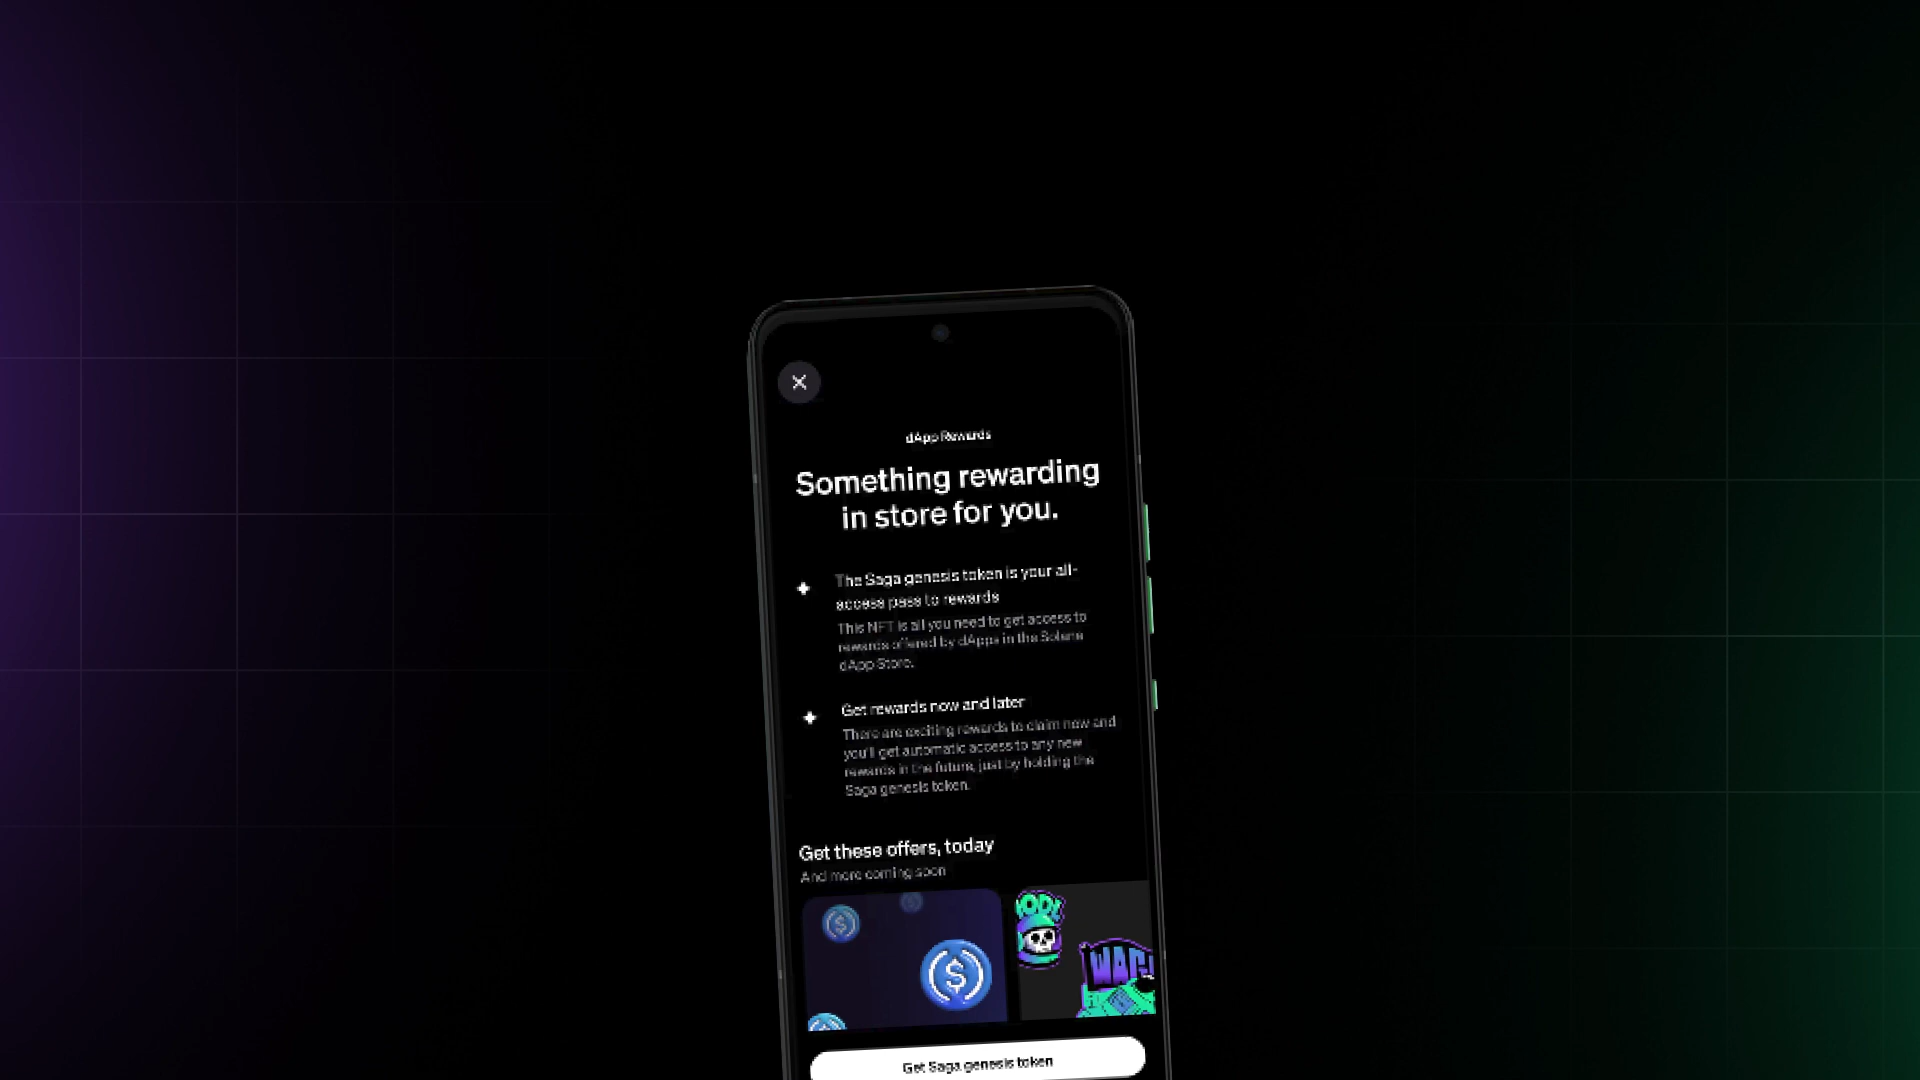 dApp Rewards
Something rewarding
in store for you.
The Saga genesis token is your all-
access pass to rewards
This NFT is all you need to get access to
rewards offered by dApps in the Solana
dApp Store.
Get rewards now and later
There are exciting rewards to claim now and
you'll get automatic access to any new
rewards in the future, just by holding the
Saga genesis token.
Get these offers, today
And more coming soon
Get Saga genesis token